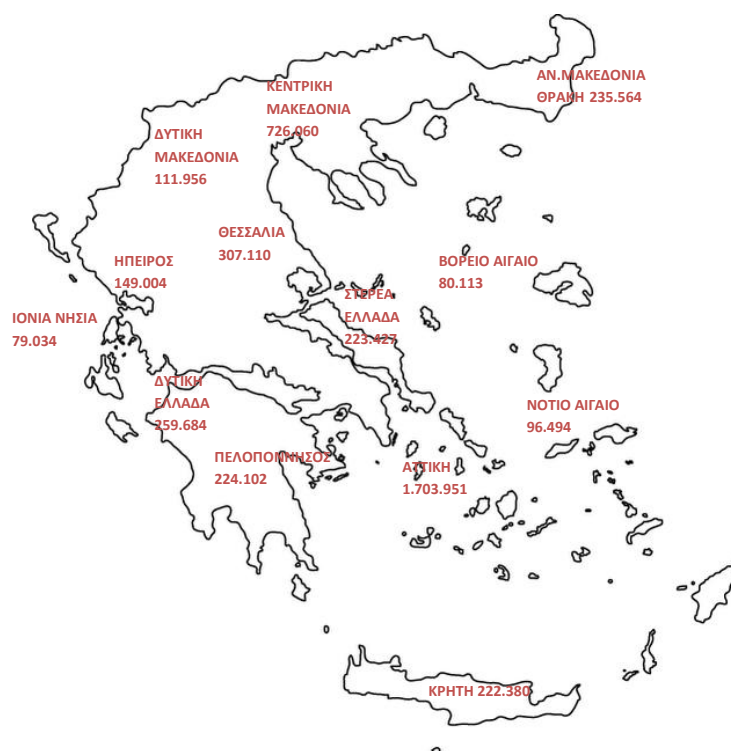 ΑΝ.ΜΑΚΕΔΟΝΙΑ
ΘΡΑΚΗ 235.564
ΚΕΝΤΡΙΚΗ
ΜΑΚΕΔΟΝΙΑ
726.060
ΔΥΤΙΚΗ
ΜΑΚΕΔΟΝΙΑ
111.956
ΘΕΣΣΑΛΙΑ
307.110
ΗΠΕΙΡΟΣ
149.004
ΒΟΡΕΙΟ ΑΙΓΑΙΟ
80.113
ΣΤΕΡΕΑ
ΕΛΛΑΔΑ
223.427
ΙΟΝΙΑ ΝΗΣΙΑ
79.034
ΔΥΤΙΚΗ
ΕΛΛΑΔΑ
259.684
ΝΟΤΙΟ ΑΙΓΑΙΟ
96.494
ΠΕΛΟΠΟΝΝΗΣΟΣ
224.102
ΑΤΤΙΚΗ
1.703.951
ΚΡΗΤΗ 222.380